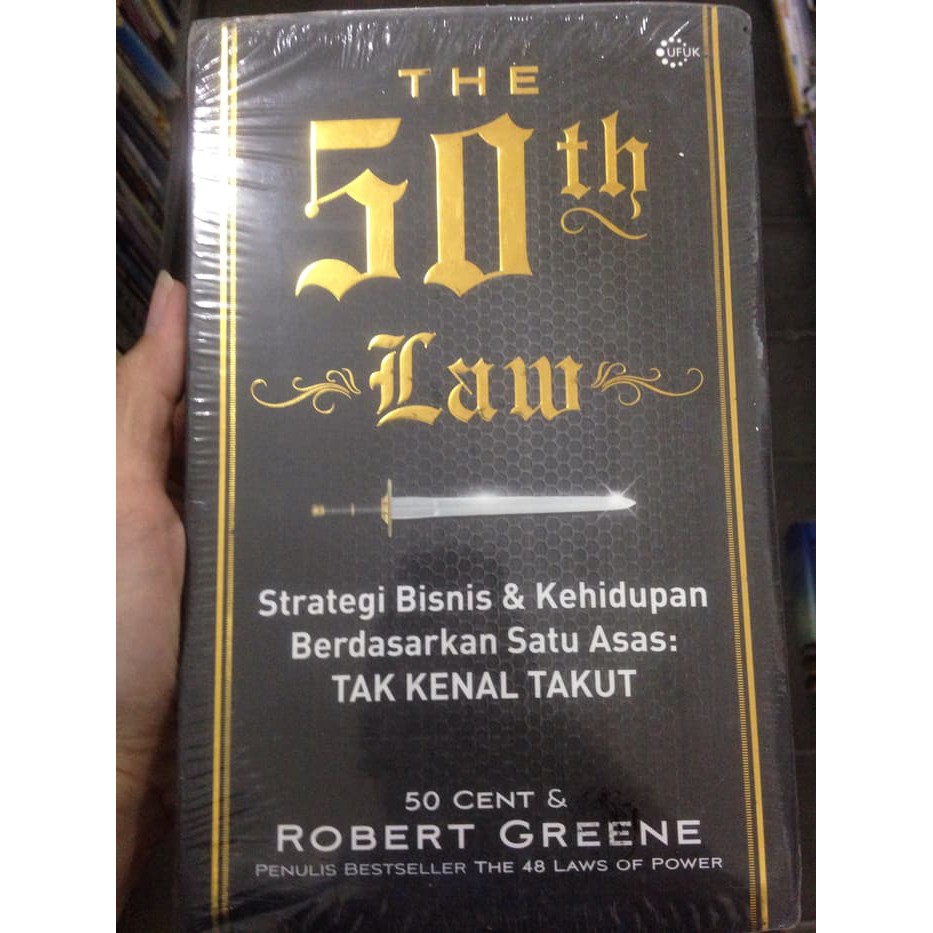 UFUK
THE
50th
Law
Strategi Bisnis & Kehidupan
Berdasarkan Satu Asas:
TAK KENAL TAKUT
50 CENT &
ROBERT GREENE
PENULIS BESTSELLER THE 48 LAWS OF POWER